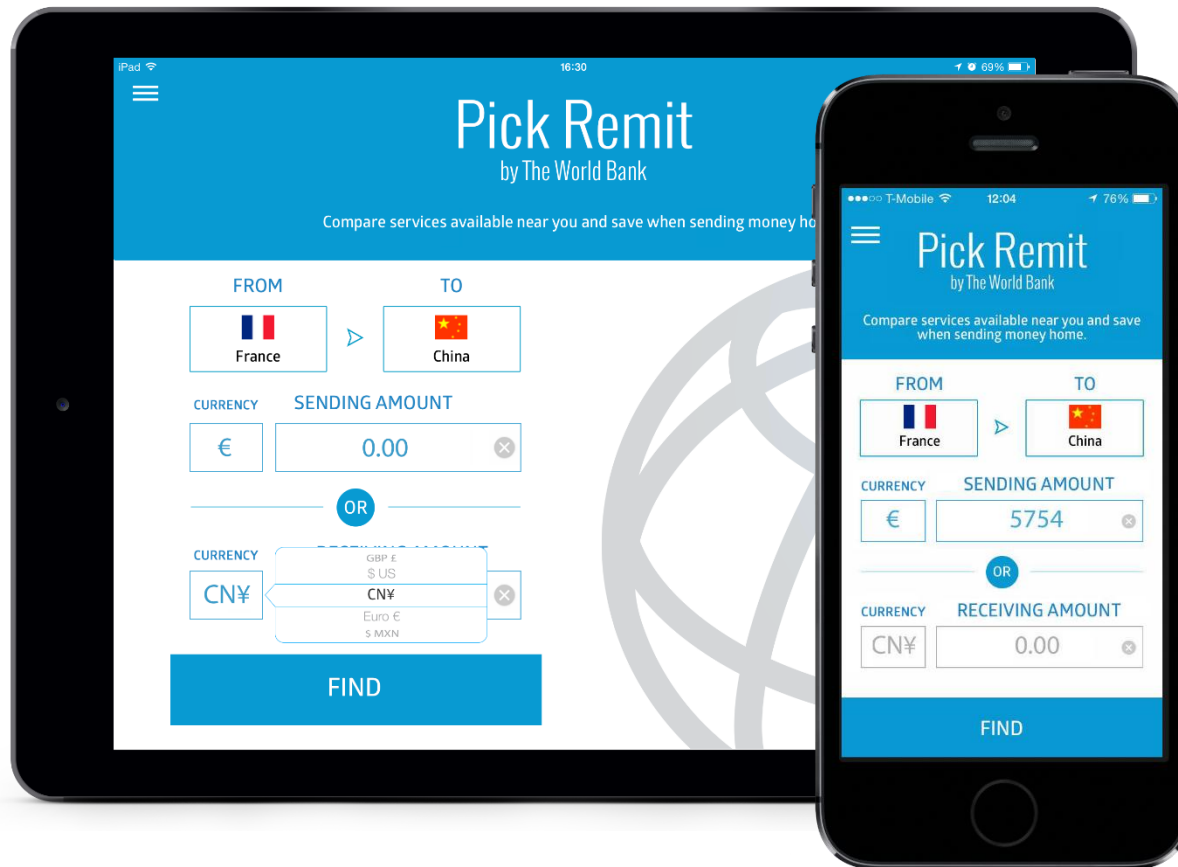 iPad 16:30 69%
Pick Remit
by The World Bank
Compare services available near you and save when sending money ho
FROM TO
France China
CURRENCY SENDING AMOUNT
€ 0.00
OR
CURRENCY RECEIVING AMOUNT
CN¥
GBP £
$ US
CN¥
Euro €
$ MXN
FIND
T-Mobile 12:04 76%
Pick Remit
by The World Bank
Compare services available near you and save
when sending money home.
FROM TO
France China
CURRENCY SENDING AMOUNT
€ 5754
OR
CURRENCY RECEIVING AMOUNT
CN¥ 0.00
FIND